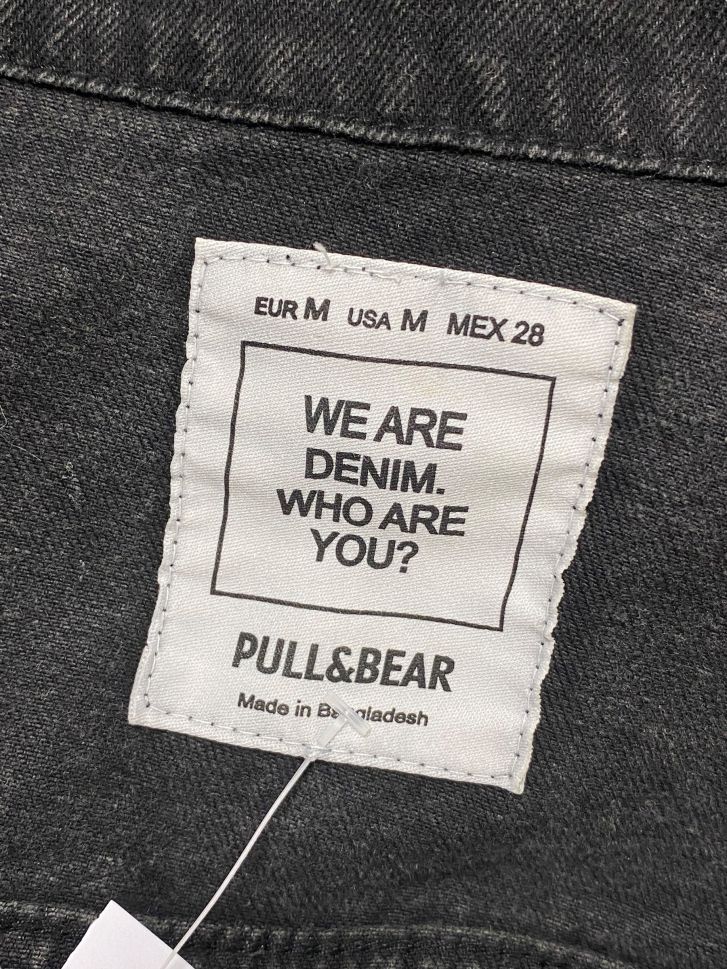 EUR M USA M MEX 28
WE ARE
DENIM.
WHO ARE
YOU?
PULL&BEAR
Made in Bangladesh